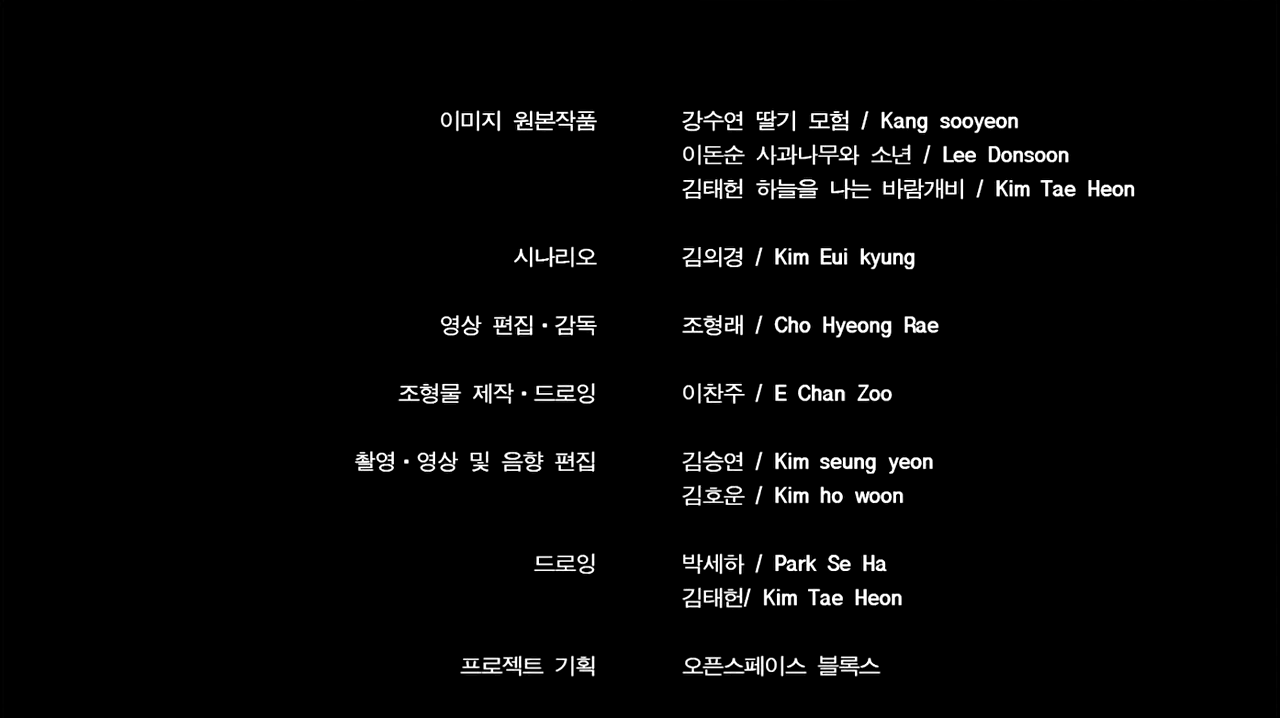 이미지 원본작품 강수연 딸기 모험 / Kang sooyeon
이돈순 사과나무와 소년 / Lee Donsoon
김태헌 하늘을 나는 바람개비 / Kim Tae Heon
시나리오 김의경 / Kim Eui kyung
영상 편집·감독 조형래 / Cho Hyeong Rae
조형물 제작·드로잉 이찬주 / E Chan Zoo
촬영·영상 및 음향 편집 김승연 / Kim seung yeon
김호운 / Kim ho woon
드로잉 박세하 / Park Se Ha
김태헌/ Kim Tae Heon
프로젝트 기획 오픈스페이스 블록스